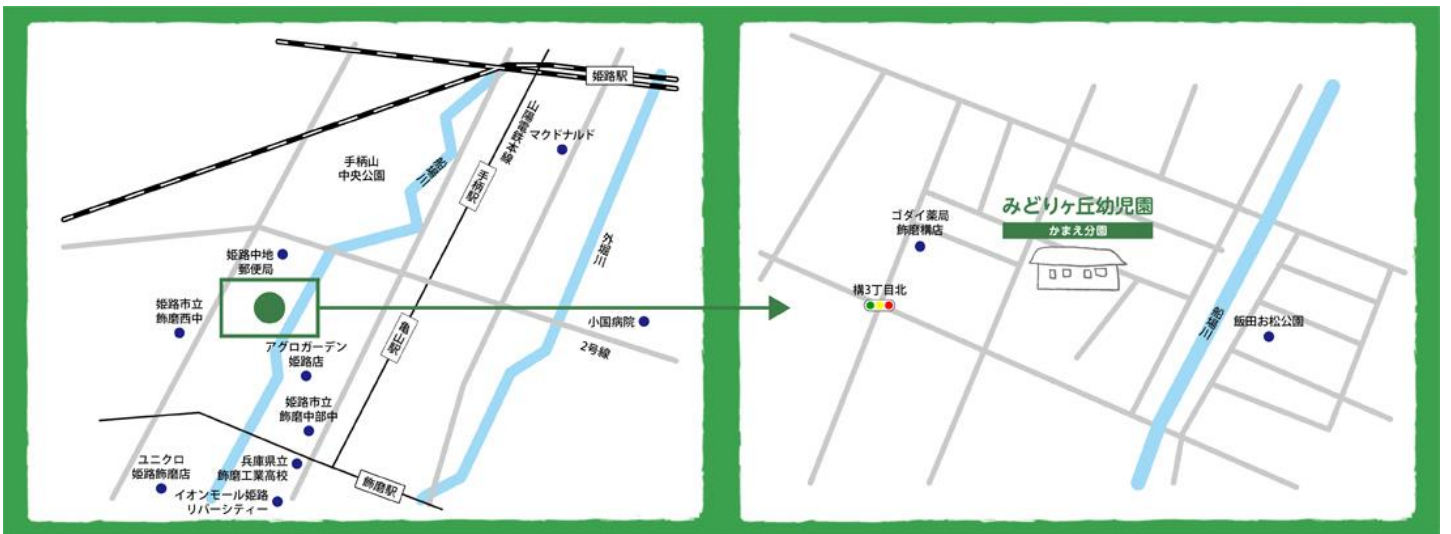 姫路駅
山陽電鉄本線
マクドナルド
手柄山
中央公園
船場川
手柄駅
外堀川
姫路中地
郵便局
姫路市立
飾磨西中
アグロガーデン
姫路店
亀山駅
小国病院
2号線
姫路市立
飾磨中部中
ユニクロ
姫路飾磨店
兵庫県立
飾磨工業高校
飾磨駅
イオンモール姫路
リバーシティー
みどりヶ丘幼児園
かまえ分園
ゴダイ薬局
飾磨構店
構3丁目北
船場川
飯田お松公園